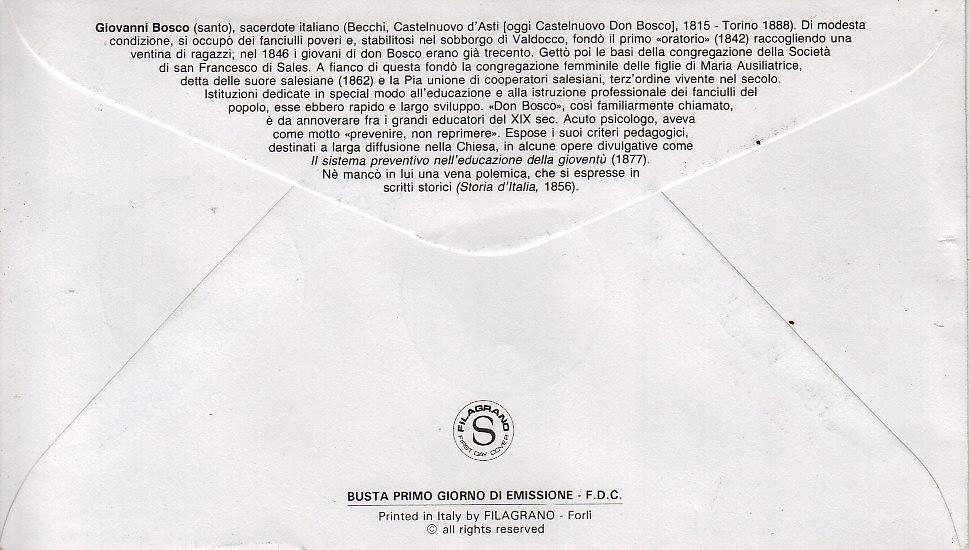 Giovanni Bosco (santo), sacerdote italiano (Becchi, Castelnuovo d'Asti [oggi Castelnuovo Don Bosco], 1815 - Torino 1888). Di modesta
condizione, si occupò dei fanciulli poveri e, stabilitosi nel sobborgo di Valdocco, fondò il primo «oratorio» (1842) raccogliendo una
ventina di ragazzi; nel 1846 i giovani di don Bosco erano già trecento. Gettò poi le basi della congregazione della Società
di san Francesco di Sales. A fianco di questa fondò la congregazione femminile delle figlie di Maria Ausiliatrice,
detta delle suore salesiane (1862) e la Pia unione di cooperatori salesiani, terz'ordine vivente nel secolo.
Istituzioni dedicate in special modo all'educazione e alla istruzione professionale dei fanciulli del
popolo, esse ebbero rapido e largo sviluppo. «Don Bosco», così familiarmente chiamato,
è da annoverare fra i grandi educatori del XIX sec. Acuto psicologo, aveva
come motto «prevenire, non reprimere». Espose i suoi criteri pedagogici,
destinati a larga diffusione nella Chiesa, in alcune opere divulgative come
Il sistema preventivo nell'educazione della gioventù (1877).
Nè mancò in lui una vena polemica, che si espresse in
scritti storici (Storia d'Italia, 1856).
FILAGRANO
S
FIRST DAY COVER
BUSTA PRIMO GIORNO DI EMISSIONE - F.D.C.
Printed in Italy by FILAGRANO - Forlì
© all rights reserved